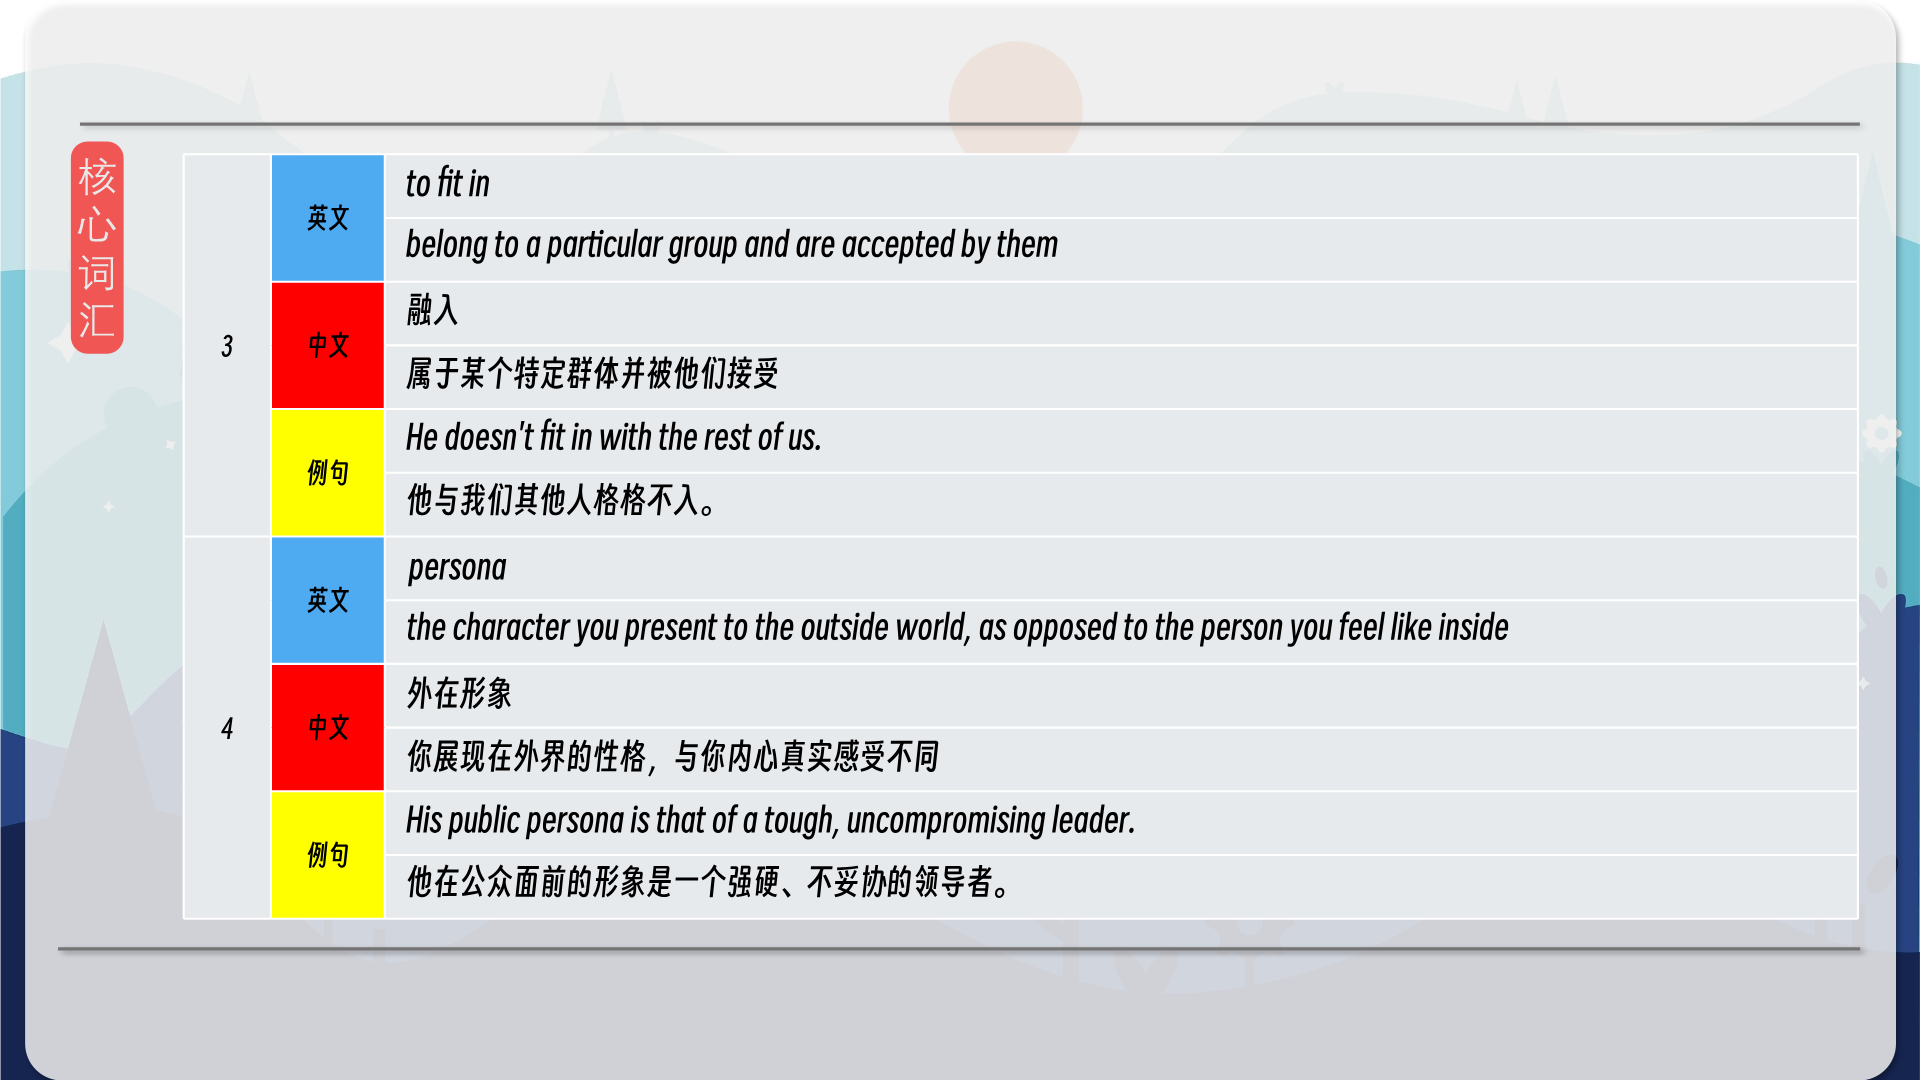 核
心
词
汇
3
英文
to fit in
belong to a particular group and are accepted by them
中文
融入
属于某个特定群体并被他们接受
例句
He doesn't fit in with the rest of us.
他与我们其他人格格不入。
4
英文
persona
the character you present to the outside world, as opposed to the person you feel like inside
中文
外在形象
你展现在外界的性格，与你内心真实感受不同
例句
His public persona is that of a tough, uncompromising leader.
他在公众面前的形象是一个强硬、不妥协的领导者。